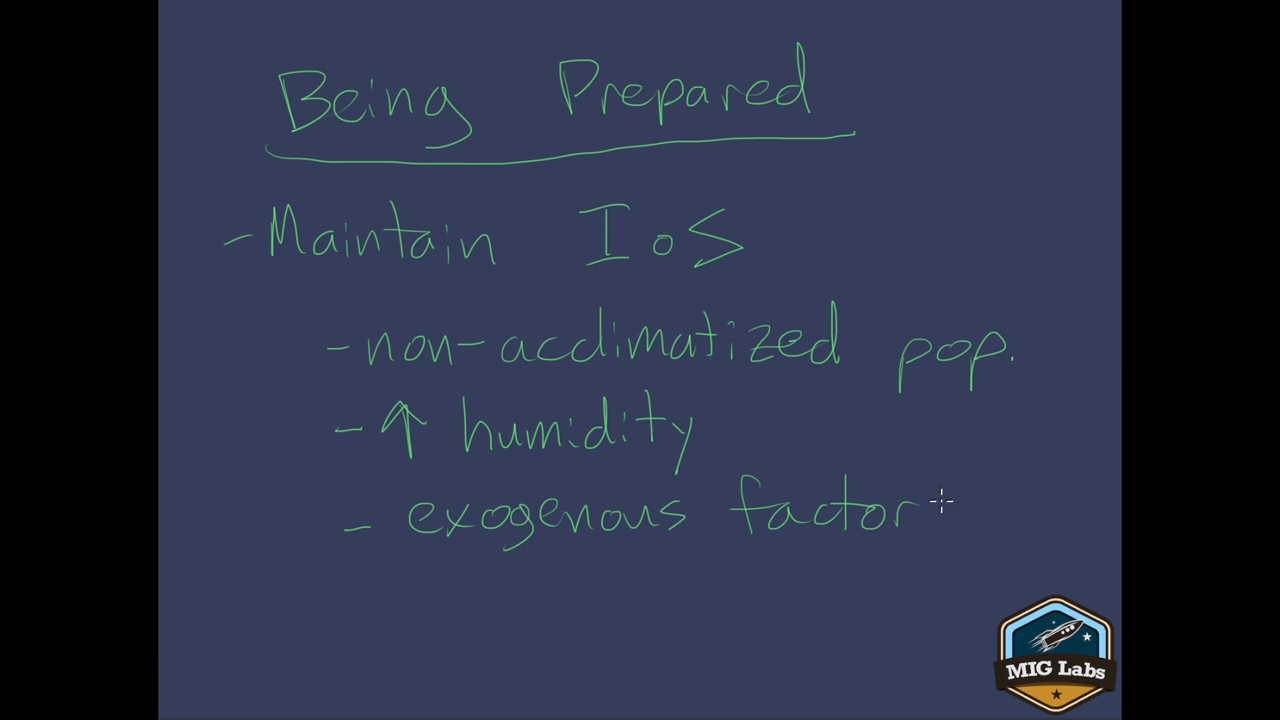 Being Prepared
- Maintain IoS
- non-acclimatized pop.
- ↑ humidity
- exogenous factor
MIG Labs